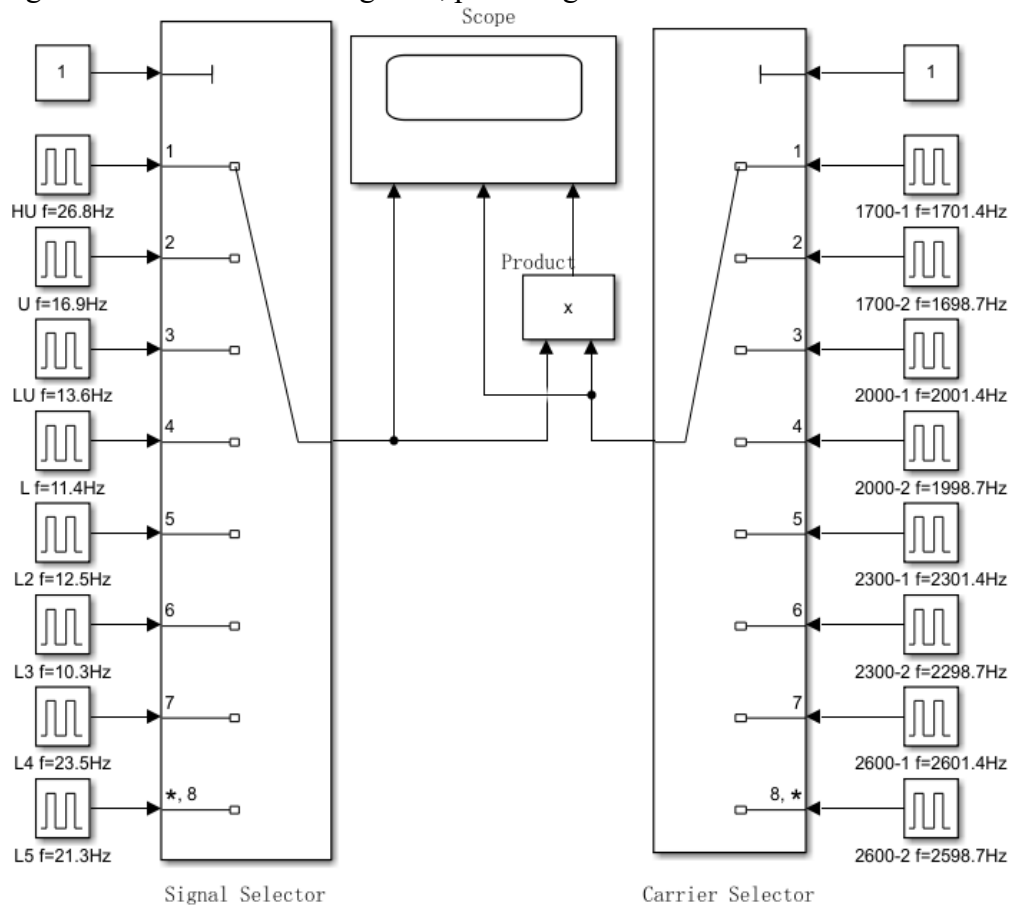 Scope
1
1
1
1
HU f=26.8Hz
1700-1 f=1701.4Hz
2
2
Product
U f=16.9Hz
1700-2 f=1698.7Hz
x
3
3
LU f=13.6Hz
2000-1 f=2001.4Hz
4
4
L f=11.4Hz
2000-2 f=1998.7Hz
5
5
L2 f=12.5Hz
2300-1 f=2301.4Hz
6
6
L3 f=10.3Hz
2300-2 f=2298.7Hz
7
7
L4 f=23.5Hz
2600-1 f=2601.4Hz
*, 8
8, *
L5 f=21.3Hz
2600-2 f=2598.7Hz
Signal Selector
Carrier Selector